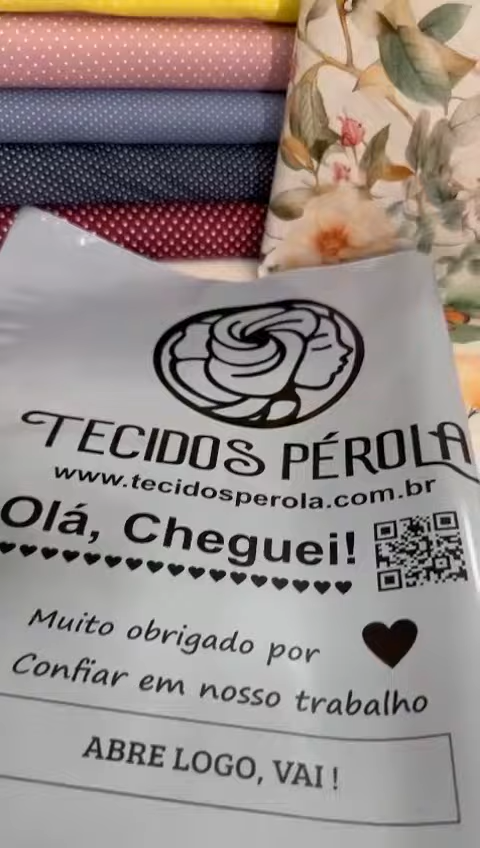 TECIDOS PÉROLA
www.tecidosperola.com.br
Olá, Cheguei!
Muito obrigado por
Confiar em nosso trabalho
ABRE LOGO, VAI !